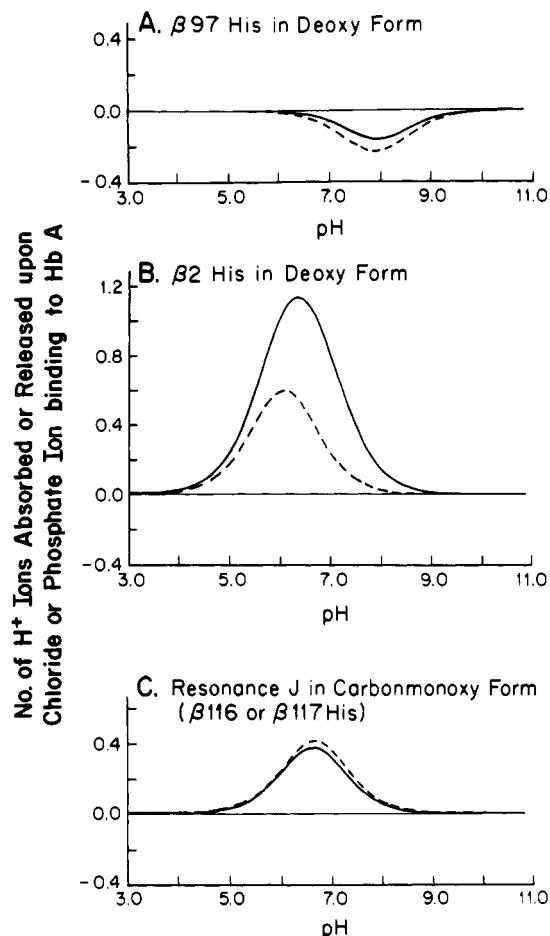 No. of H⁺ Ions Absorbed or Released upon
Chloride or Phosphate Ion binding to Hb A
A. β97 His in Deoxy Form
0.4
0.0
−0.4
3.0 5.0 7.0 9.0 11.0
pH
B. β2 His in Deoxy Form
1.2
0.8
0.4
0.0
−0.4
3.0 5.0 7.0 9.0 11.0
pH
C. Resonance J in Carbonmonoxy Form
(β116 or β117 His)
0.4
0.0
−0.4
3.0 5.0 7.0 9.0 11.0
pH